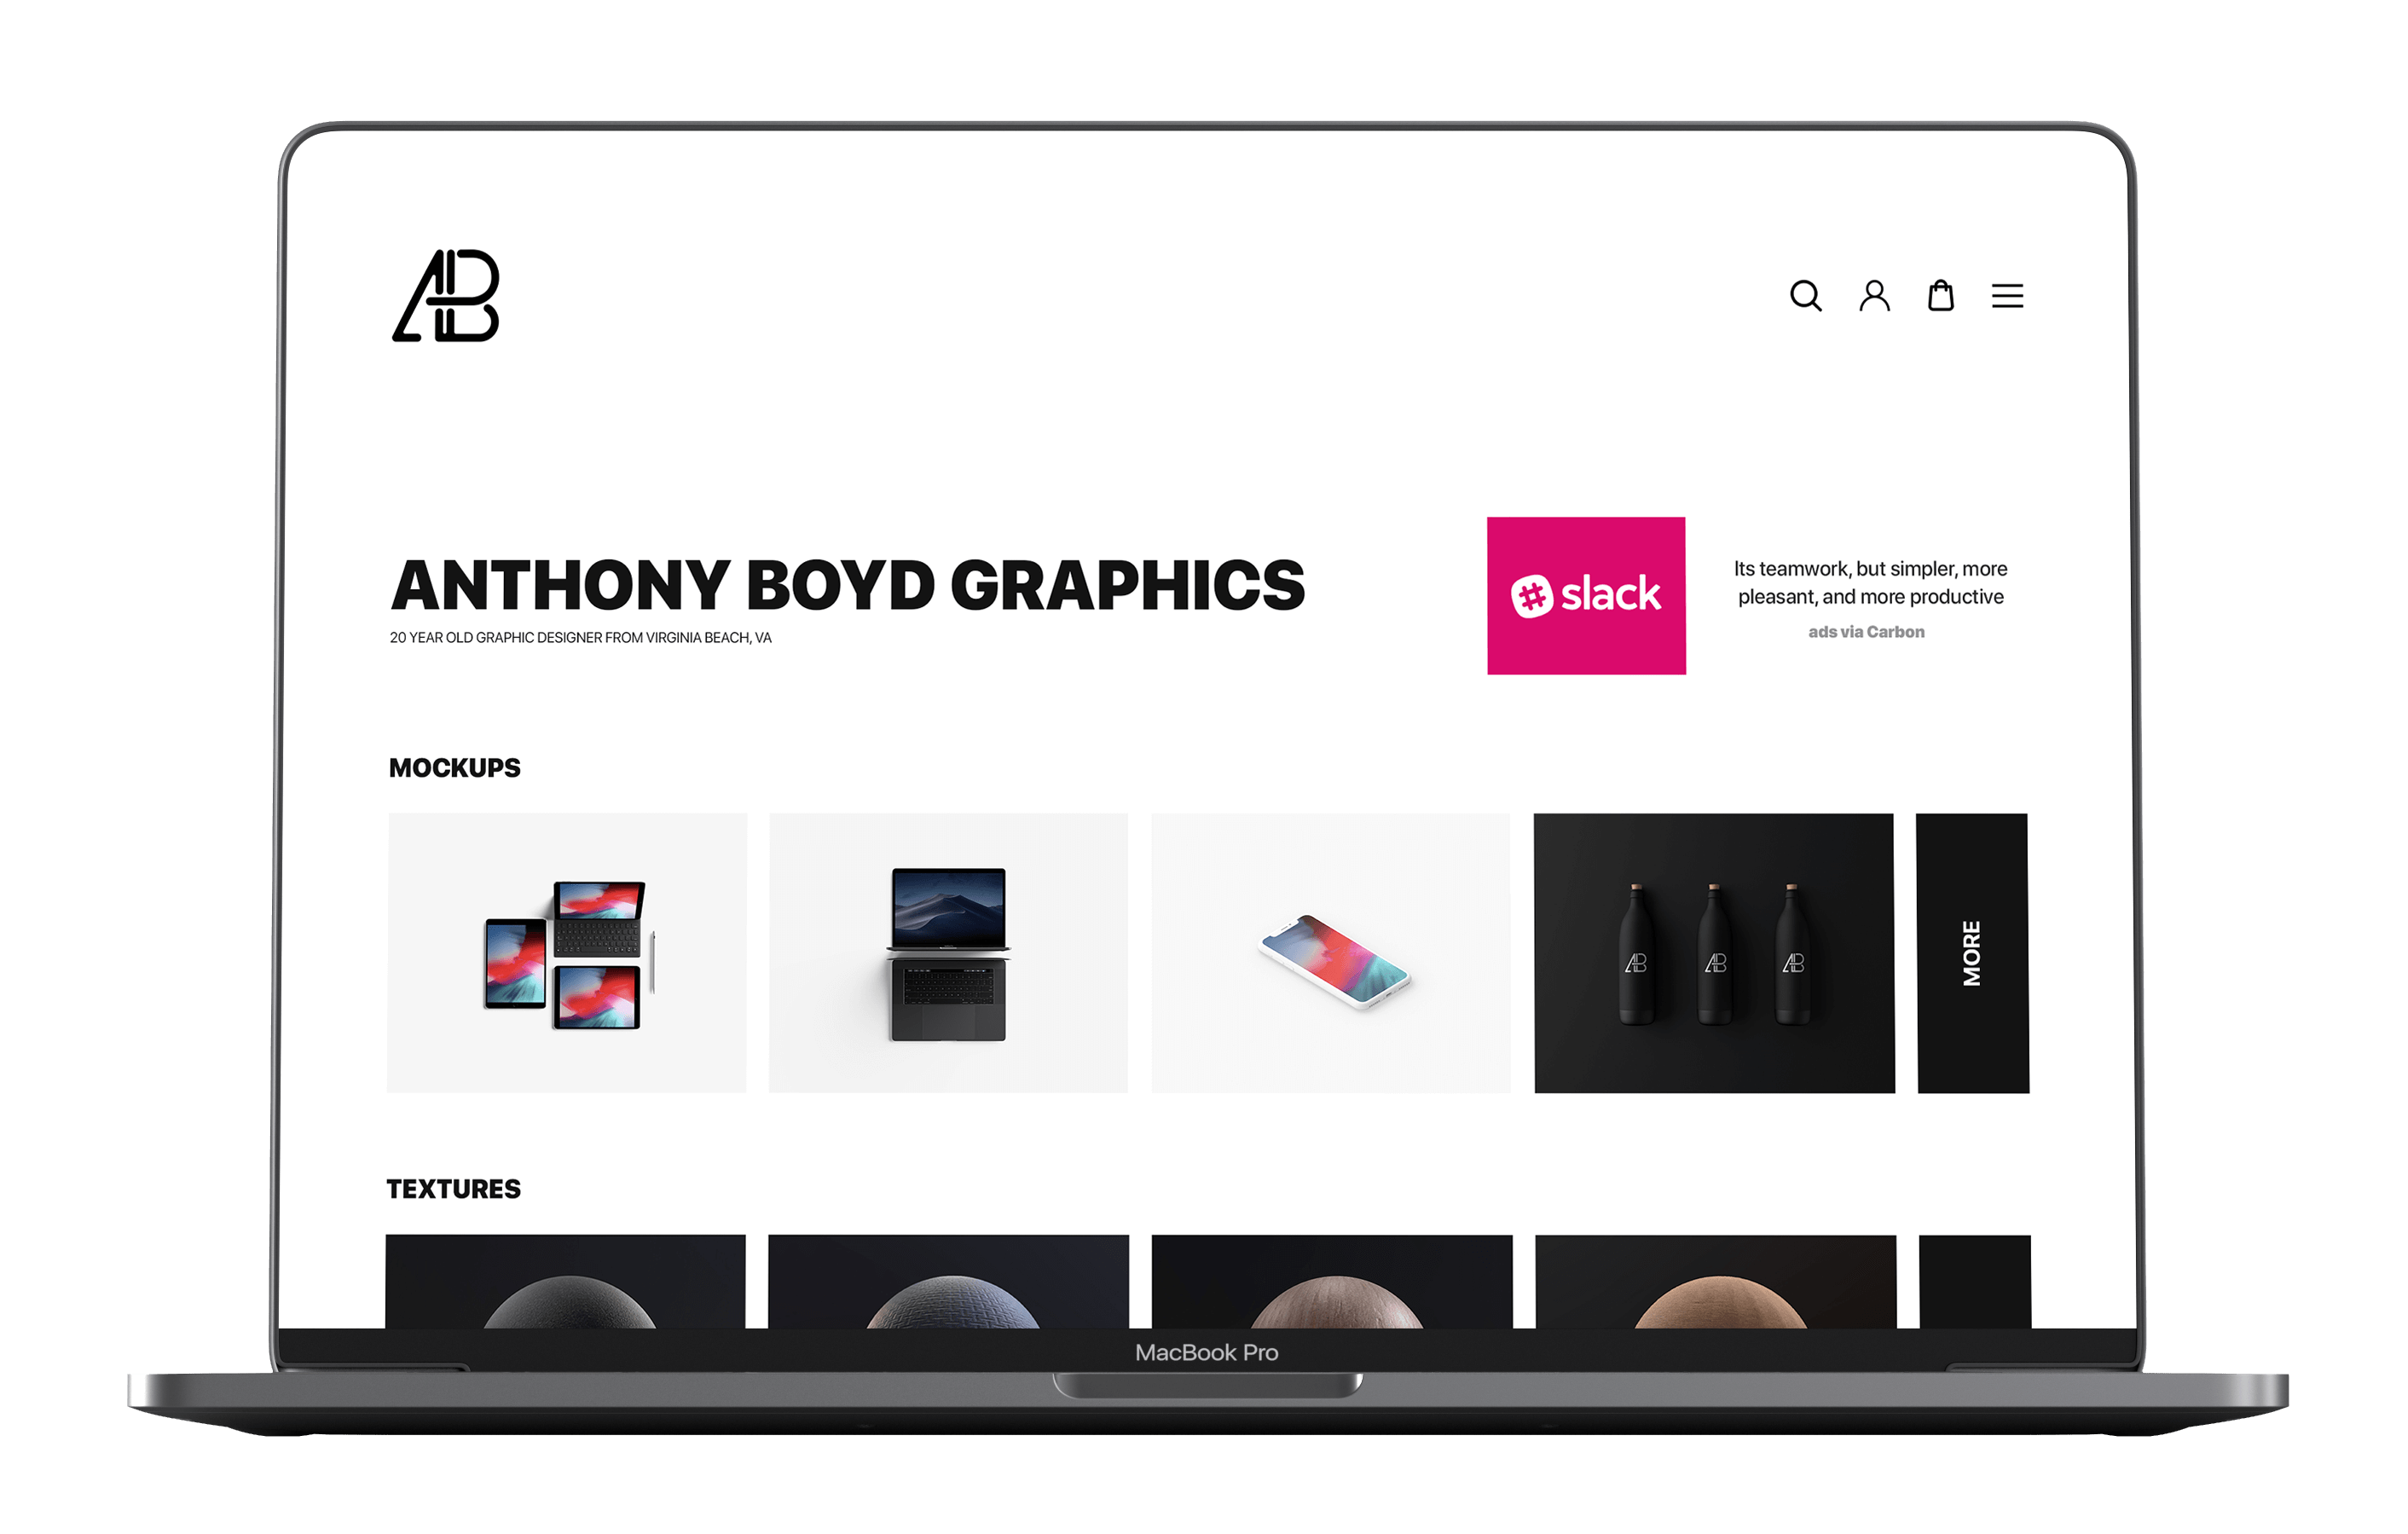 AB
ANTHONY BOYD GRAPHICS
20 YEAR OLD GRAPHIC DESIGNER FROM VIRGINIA BEACH, VA
slack
Its teamwork, but simpler, more
pleasant, and more productive
ads via Carbon
MOCKUPS
AB AB AB
MORE
TEXTURES
MacBook Pro